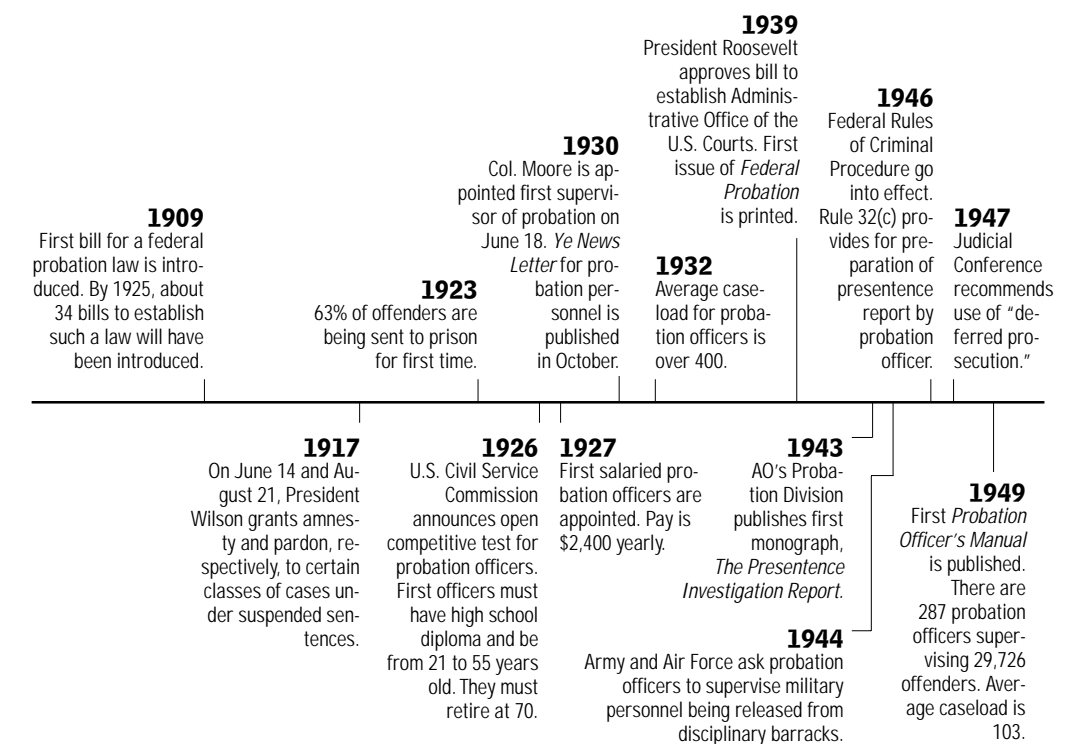 1909
First bill for a federal
probation law is intro-
duced. By 1925, about
34 bills to establish
such a law will have
been introduced.
1917
On June 14 and Au-
gust 21, President
Wilson grants amnes-
ty and pardon, re-
spectively, to certain
classes of cases un-
der suspended sen-
tences.
1923
63% of offenders are
being sent to prison
for first time.
1926
U.S. Civil Service
Commission
announces open
competitive test for
probation officers.
First officers must
have high school
diploma and be
from 21 to 55 years
old. They must
retire at 70.
1927
First salaried pro-
bation officers are
appointed. Pay is
$2,400 yearly.
1930
Col. Moore is ap-
pointed first supervi-
sor of probation on
June 18. Ye News
Letter for pro-
bation per-
sonnel is
published
in October.
1932
Average case-
load for proba-
tion officers is
over 400.
1939
President Roosevelt
approves bill to
establish Adminis-
trative Office of the
U.S. Courts. First
issue of Federal
Probation
is printed.
1943
AO's Proba-
tion Division
publishes first
monograph,
The Presentence
Investigation Report.
1944
Army and Air Force ask probation
officers to supervise military
personnel being released from
disciplinary barracks.
1946
Federal Rules
of Criminal
Procedure go
into effect.
Rule 32(c) pro-
vides for pre-
paration of
presentence
report by
probation
officer.
1947
Judicial
Conference
recommends
use of "de-
ferred pro-
secution."
1949
First Probation
Officer's Manual
is published.
There are
287 probation
officers super-
vising 29,726
offenders. Aver-
age caseload is
103.